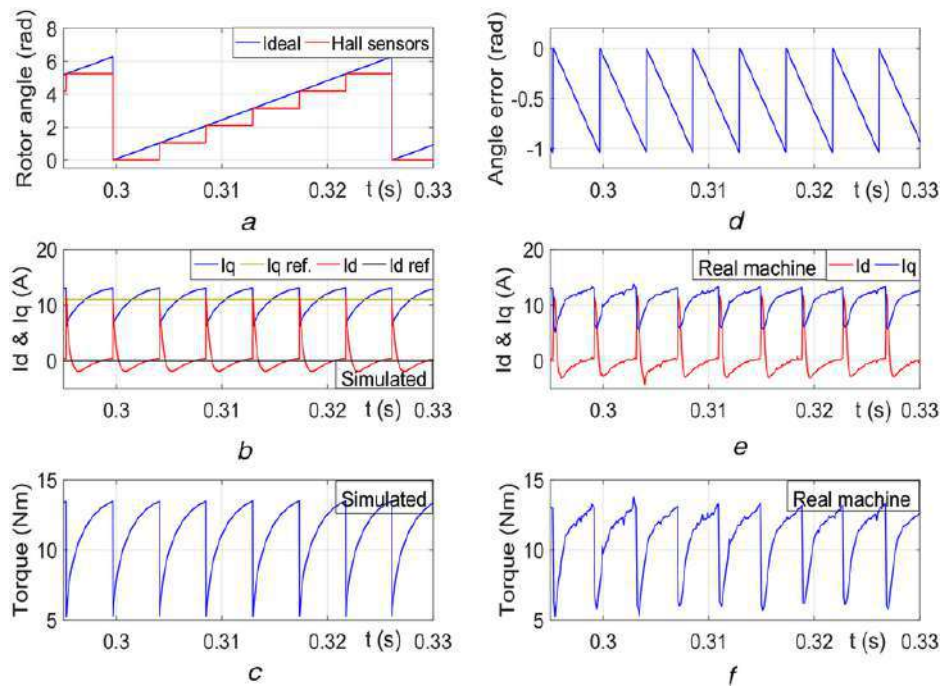 Rotor angle (rad)
8
6
4
2
0
Ideal
Hall sensors
0.3
0.31
0.32
t (s)
0.33
a
Angle error (rad)
0
-0.5
-1
0.3
0.31
0.32
t (s)
0.33
d
Id & Iq (A)
20
10
0
Iq
Iq ref.
Id
Id ref
Simulated
0.3
0.31
0.32
t (s)
0.33
b
Id & Iq (A)
20
10
0
Real machine
Id
Iq
0.3
0.31
0.32
t (s)
0.33
e
Torque (Nm)
15
10
5
Simulated
0.3
0.31
0.32
t (s)
0.33
c
Torque (Nm)
15
10
5
Real machine
0.3
0.31
0.32
t (s)
0.33
f